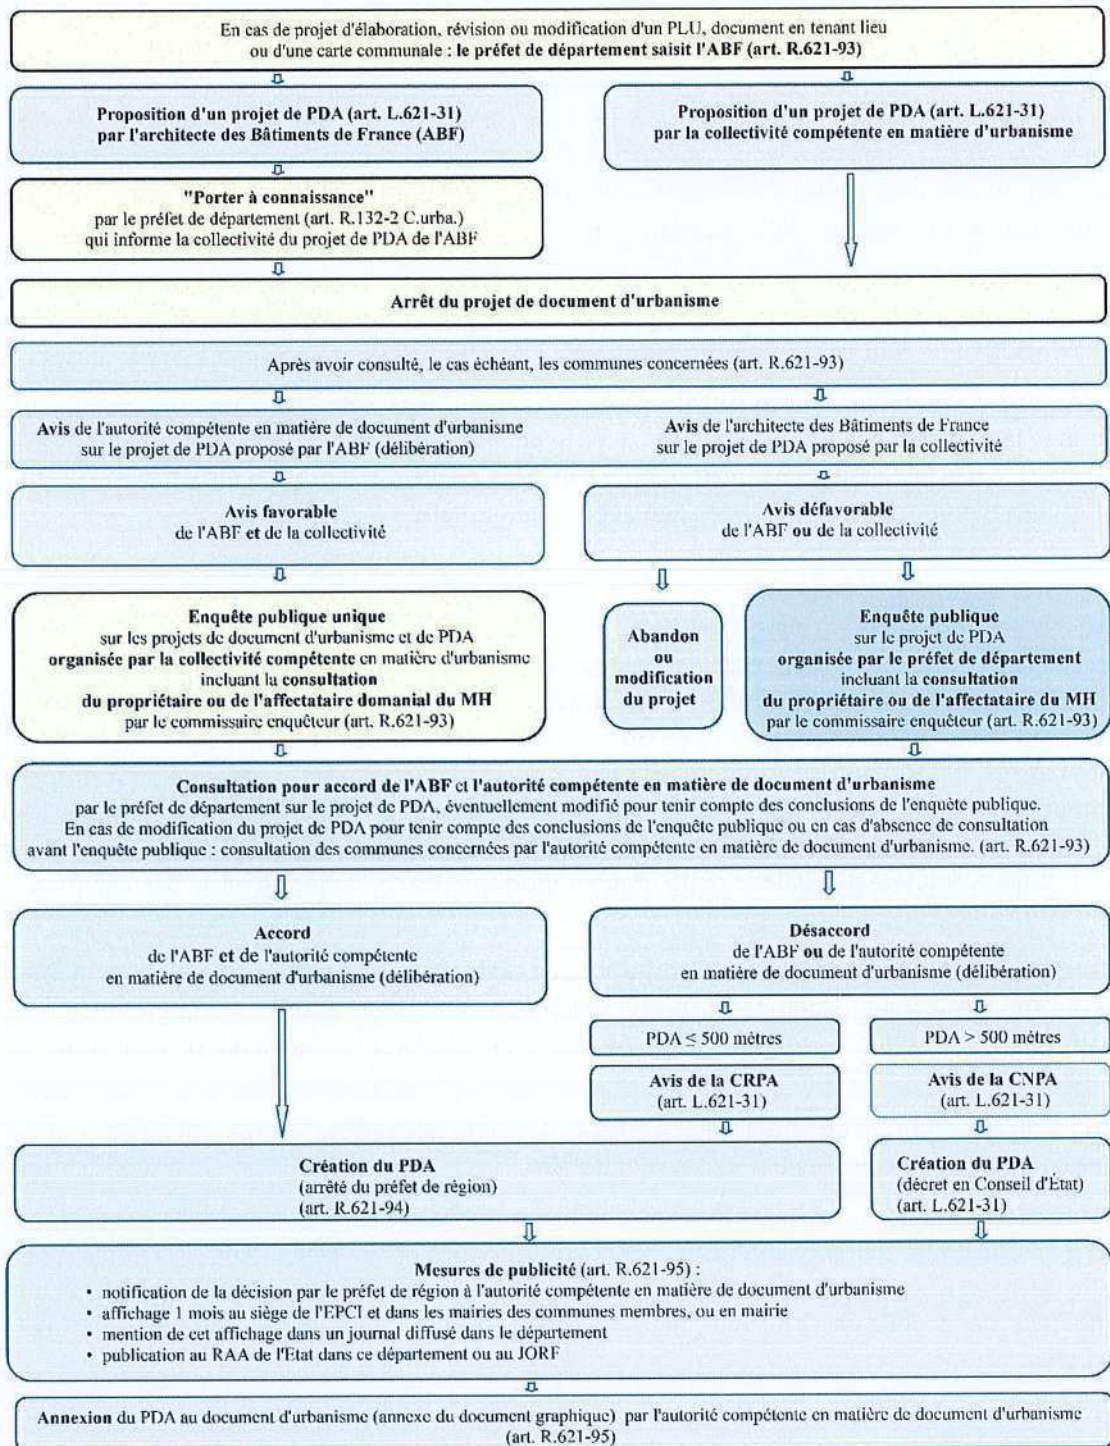 En cas de projet d'élaboration, révision ou modification d'un PLU, document en tenant lieu
ou d'une carte communale : le préfet de département saisit l'ABF (art. R.621-93)
Proposition d'un projet de PDA (art. L.621-31)
par l'architecte des Bâtiments de France (ABF)
Proposition d'un projet de PDA (art. L.621-31)
par la collectivité compétente en matière d'urbanisme
"Porter à connaissance"
par le préfet de département (art. R.132-2 C.urba.)
qui informe la collectivité du projet de PDA de l'ABF
Arrêt du projet de document d'urbanisme
Après avoir consulté, le cas échéant, les communes concernées (art. R.621-93)
Avis de l'autorité compétente en matière de document d'urbanisme
sur le projet de PDA proposé par l'ABF (délibération)
Avis de l'architecte des Bâtiments de France
sur le projet de PDA proposé par la collectivité
Avis favorable
de l'ABF et de la collectivité
Avis défavorable
de l'ABF ou de la collectivité
Enquête publique unique
sur les projets de document d'urbanisme et de PDA
organisée par la collectivité compétente en matière d'urbanisme
incluant la consultation
du propriétaire ou de l'affectataire domanial du MH
par le commissaire enquêteur (art. R.621-93)
Abandon
ou
modification
du projet
Enquête publique
sur le projet de PDA
organisée par le préfet de département
incluant la consultation
du propriétaire ou de l'affectataire du MH
par le commissaire enquêteur (art. R.621-93)
Consultation pour accord de l'ABF et l'autorité compétente en matière de document d'urbanisme
par le préfet de département sur le projet de PDA, éventuellement modifié pour tenir compte des conclusions de l'enquête publique.
En cas de modification du projet de PDA pour tenir compte des conclusions de l'enquête publique ou en cas d'absence de consultation
avant l'enquête publique : consultation des communes concernées par l'autorité compétente en matière de document d'urbanisme. (art. R.621-93)
Accord
de l'ABF et de l'autorité compétente
en matière de document d'urbanisme (délibération)
Désaccord
de l'ABF ou de l'autorité compétente
en matière de document d'urbanisme (délibération)
PDA ≤ 500 mètres
PDA > 500 mètres
Avis de la CRPA
(art. L.621-31)
Avis de la CNPA
(art. L.621-31)
Création du PDA
(arrêté du préfet de région)
(art. R.621-94)
Création du PDA
(décret en Conseil d'État)
(art. L.621-31)
Mesures de publicité (art. R.621-95) :
• notification de la décision par le préfet de région à l'autorité compétente en matière de document d'urbanisme
• affichage 1 mois au siège de l'EPCI et dans les mairies des communes membres, ou en mairie
• mention de cet affichage dans un journal diffusé dans le département
• publication au RAA de l'Etat dans ce département ou au JORF
Annexion du PDA au document d'urbanisme (annexe du document graphique) par l'autorité compétente en matière de document d'urbanisme
(art. R.621-95)